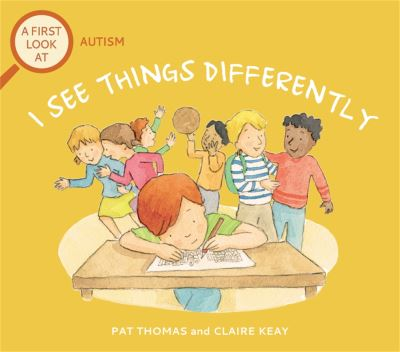 A FIRST
LOOK
AT
AUTISM
I SEE THINGS DIFFERENTLY
PAT THOMAS and CLAIRE KEAY